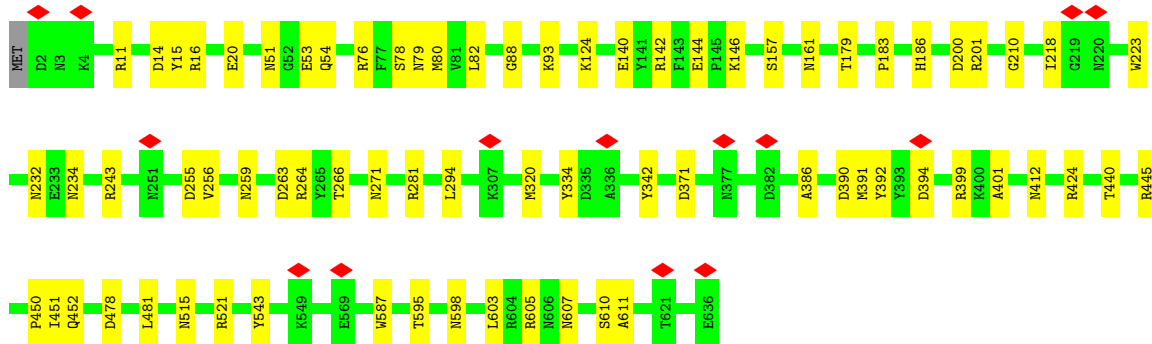 MET D2 N3 K4 R11 D14 Y15 R16 E20 N51 G52 E53 Q54 R76 F77 S78 N79 M80 V81 L82 G88 K93 K124 E140 Y141 R142 F143 E144 P145 K146 S157 N161 T179 P183 H186 D200 R201 G210 I218 G219 N220 W223
N232 E233 N234 R243 N251 D255 V256 N259 D263 R264 Y265 T266 N271 R281 L294 K307 M320 Y334 D335 A336 Y342 D371 N377 D382 A386 D390 M391 Y392 Y393 D394 R399 K400 A401 N412 R424 T440 R445
P450 I451 Q452 D478 L481 N515 R521 Y543 K549 E569 W587 T595 N598 L603 R604 R605 N606 N607 S610 A611 T621 E636